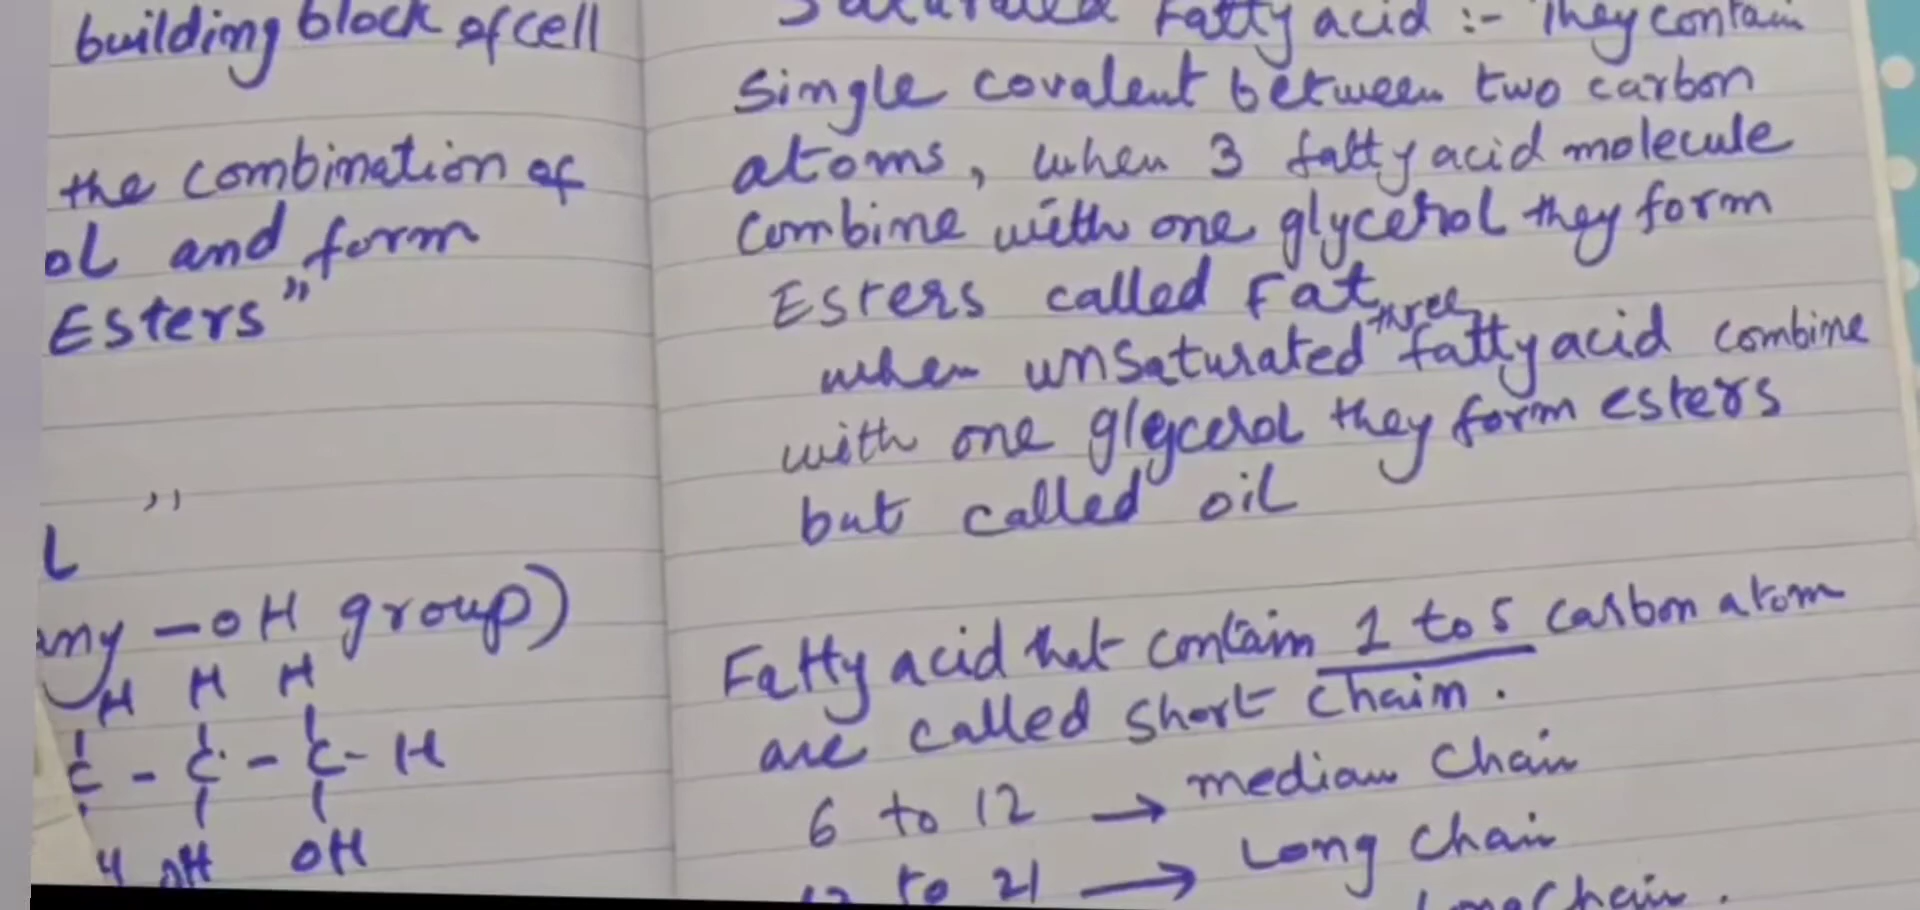 building block of cell
the combination of
ol and form
Esters"
"
L
any -OH group)
H H H
C - C - C - H
OH OH
Saturated Fatty acid :- They contain
Single covalent between two carbon
atoms, when 3 fatty acid molecule
Combine with one glycerol they form
Esters called Fat
when unsaturated three fatty acid combine
with one glycerol they form esters
but called oil
Fatty acid that contain 1 to 5 carbon atom
are called short chain.
6 to 12 → median chain
to 21 → Long chain
Long Chain.